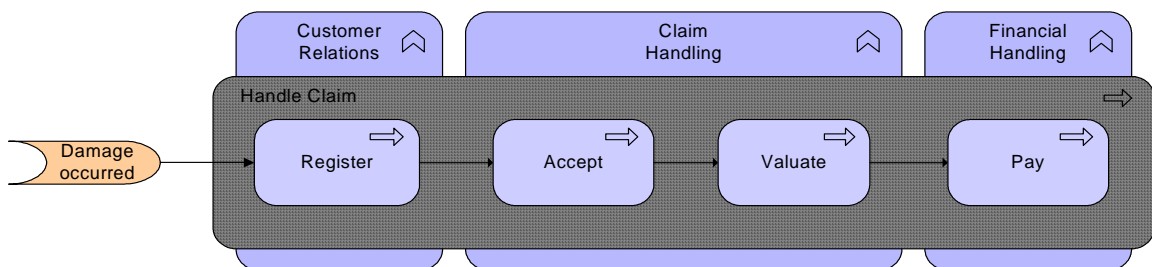 Customer
Relations
Claim
Handling
Financial
Handling
Handle Claim
Damage
occurred
Register
Accept
Valuate
Pay